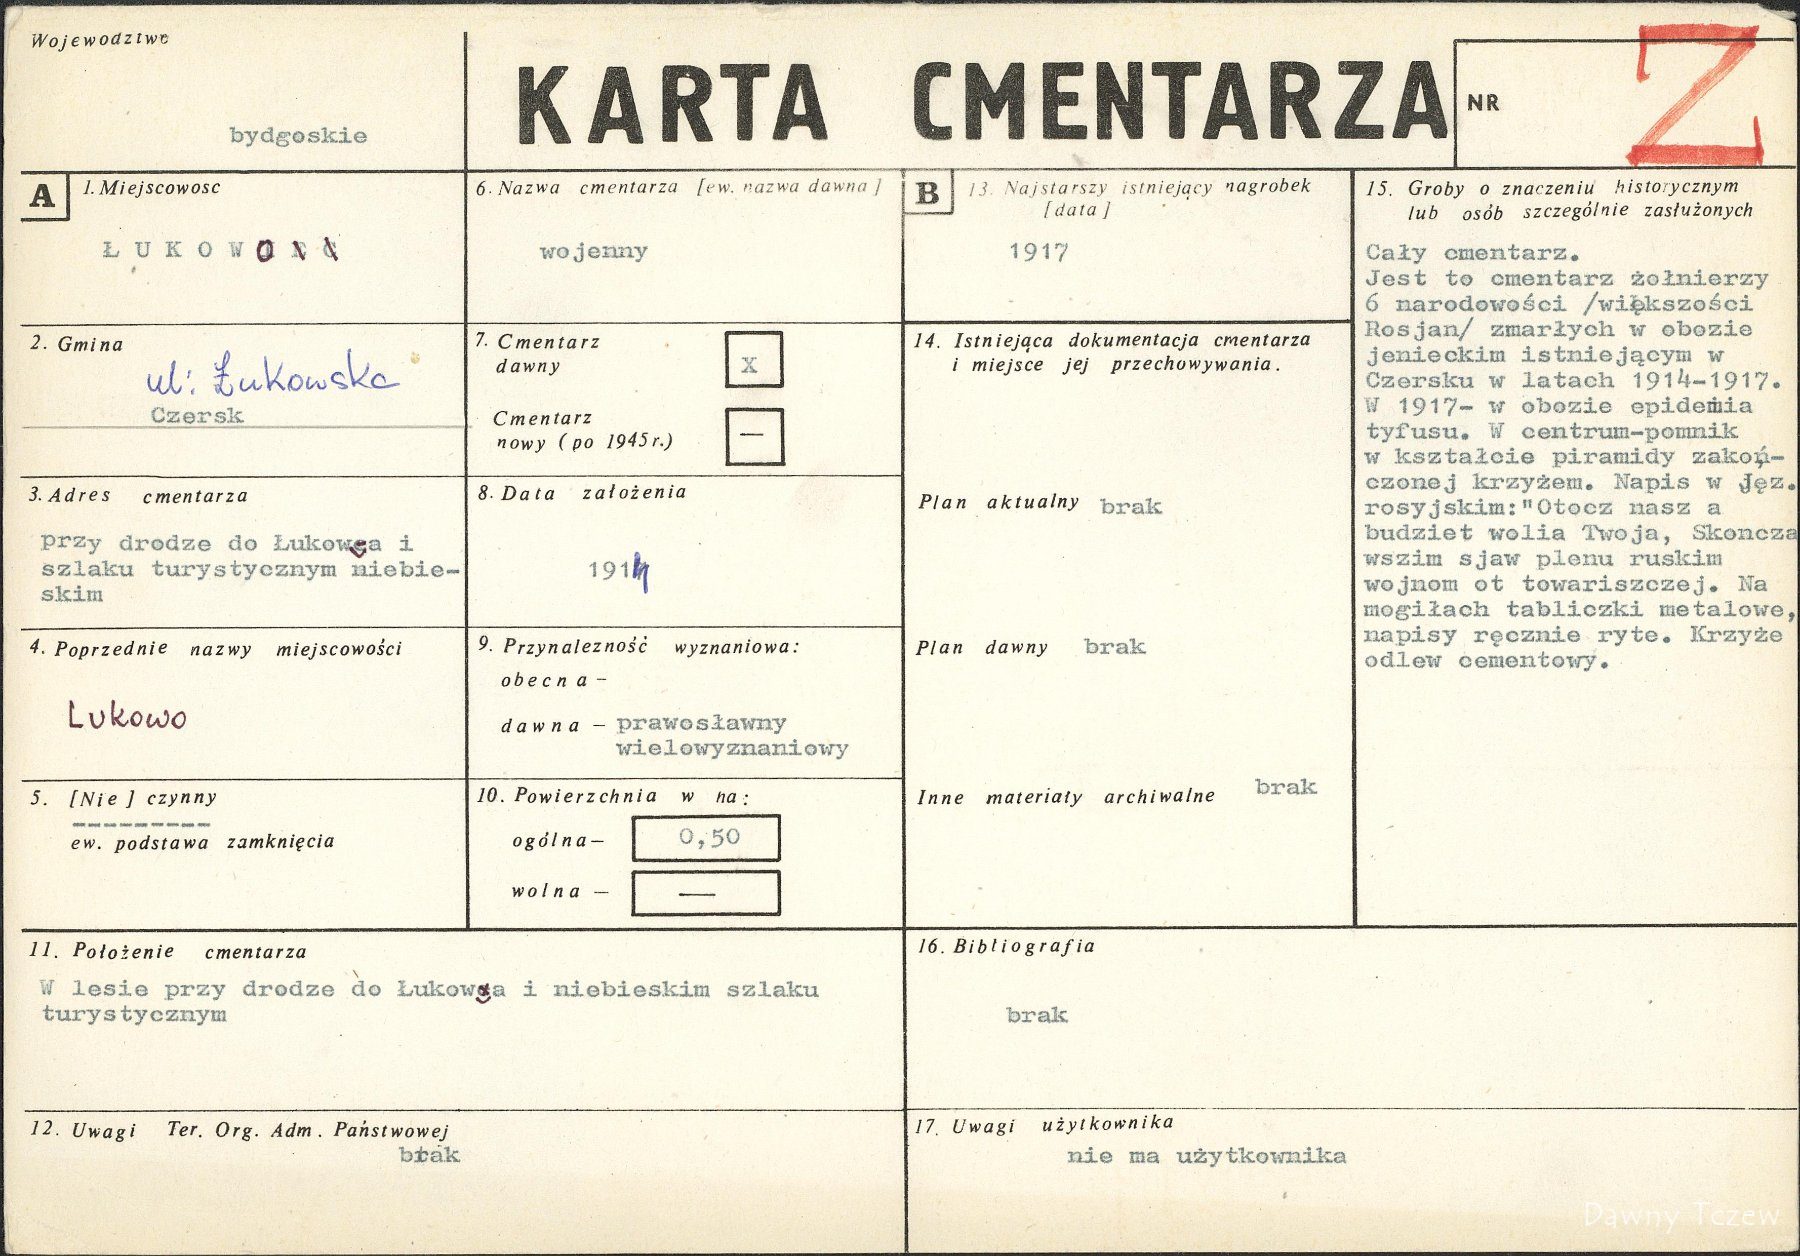 Wojewodztwo
bydgoskie
KARTA CMENTARZA
NR
Z
A
1. Miejscowosc
ŁUKOWO
2. Gmina
ul: Łukowska
Czersk
3. Adres cmentarza
przy drodze do Łukowa i
szlaku turystycznym niebie-
skim
4. Poprzednie nazwy miejscowości
Lukowo
5. [Nie] czynny
ew. podstawa zamknięcia
6. Nazwa cmentarza [ew. nazwa dawna]
wojenny
7. Cmentarz
dawny
x
Cmentarz
nowy (po 1945 r.)
—
8. Data założenia
1914
9. Przynalezność wyznaniowa:
obecna –
dawna – prawosławny
wielowyznaniowy
10. Powierzchnia w ha:
ogólna – 0,50
wolna – —
11. Położenie cmentarza
W lesie przy drodze do Łukowa i niebieskim szlaku
turystycznym
12. Uwagi Ter. Org. Adm. Państwowej
brak
B
13. Najstarszy istniejący nagrobek
[data]
1917
14. Istniejąca dokumentacja cmentarza
i miejsce jej przechowywania.
Plan aktualny brak
Plan dawny brak
Inne materiały archiwalne brak
15. Groby o znaczeniu historycznym
lub osób szczególnie zasłużonych
Cały cmentarz.
Jest to cmentarz żołnierzy
6 narodowości /większości
Rosjan/ zmarłych w obozie
jenieckim istniejącym w
Czersku w latach 1914-1917.
W 1917- w obozie epidemia
tyfusu. W centrum-pomnik
w kształcie piramidy zakoń-
czonej krzyżem. Napis w jęz.
rosyjskim:"Otocz nasz a
budziet wolia Twoja, Skoncza
wszim sjaw plenu ruskim
wojnom ot towariszczej. Na
mogiłach tabliczki metalowe,
napisy ręcznie ryte. Krzyże
odlew cementowy.
16. Bibliografia
brak
17. Uwagi użytkownika
nie ma użytkownika
Dawny Tczew